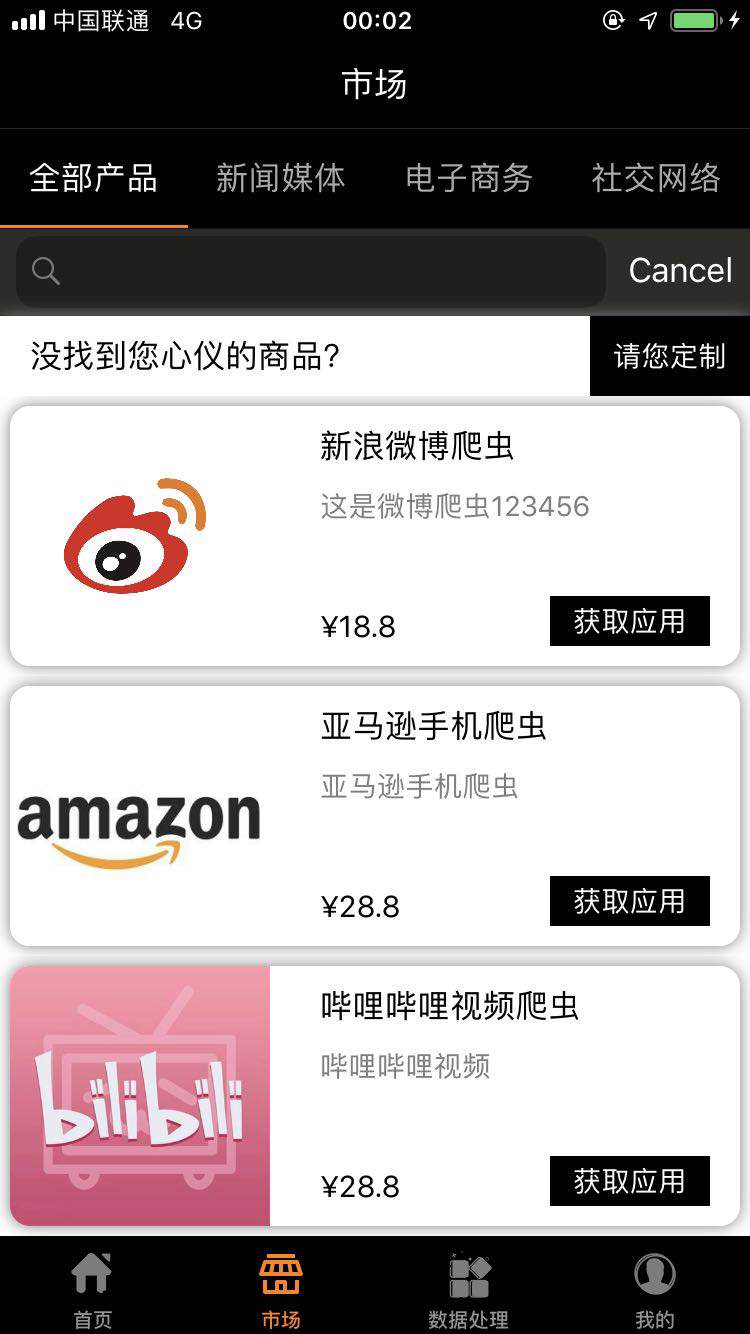 中国联通 4G 00:02
市场
全部产品 新闻媒体 电子商务 社交网络
Cancel
没找到您心仪的商品? 请您定制
新浪微博爬虫
这是微博爬虫123456
¥18.8 获取应用
amazon
亚马逊手机爬虫
亚马逊手机爬虫
¥28.8 获取应用
bilibili
哔哩哔哩视频爬虫
哔哩哔哩视频
¥28.8 获取应用
首页 市场 数据处理 我的